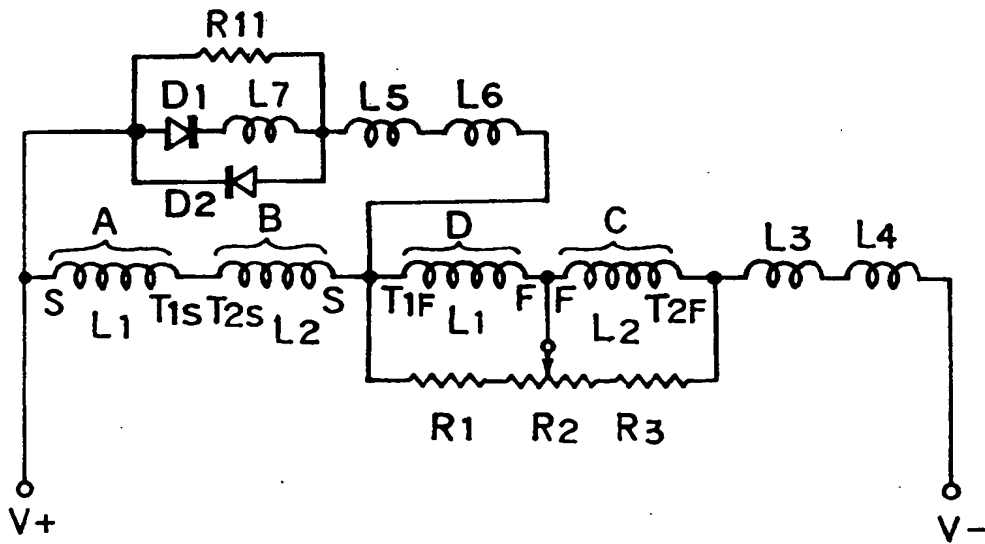 R11
D1 L7 L5 L6
D2
A B D C L3 L4
S L1 T1S T2S L2 S T1F L1 F F L2 T2F
R1 R2 R3
V+ V-